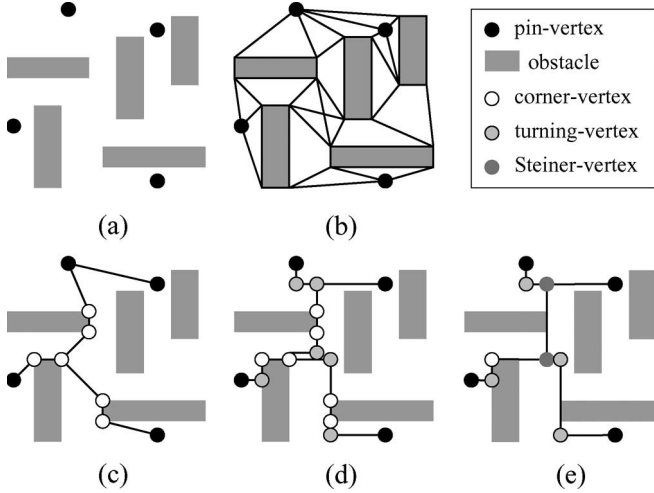 pin-vertex
obstacle
corner-vertex
turning-vertex
Steiner-vertex
(a)
(b)
(c)
(d)
(e)